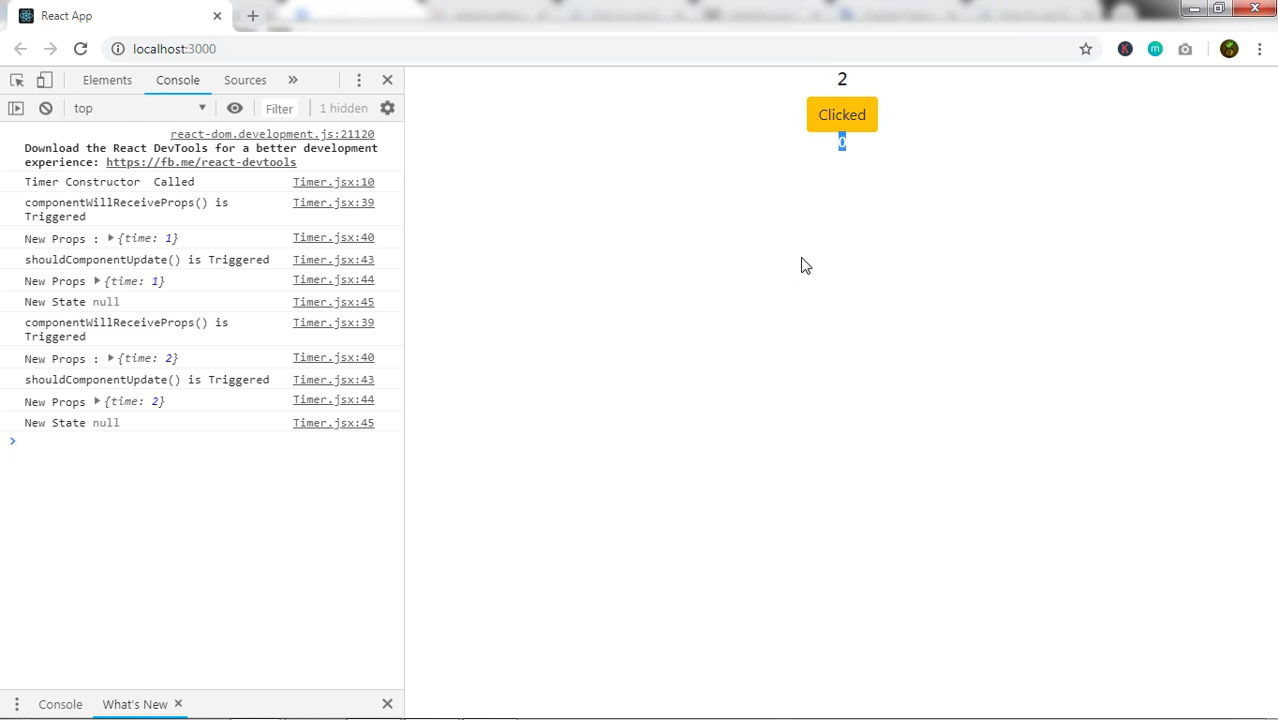 React App
localhost:3000
Elements Console Sources
top Filter 1 hidden
react-dom.development.js:21120
Download the React DevTools for a better development
experience: https://fb.me/react-devtools
Timer Constructor Called Timer.jsx:10
componentWillReceiveProps() is Timer.jsx:39
Triggered
New Props : {time: 1} Timer.jsx:40
shouldComponentUpdate() is Triggered Timer.jsx:43
New Props {time: 1} Timer.jsx:44
New State null Timer.jsx:45
componentWillReceiveProps() is Timer.jsx:39
Triggered
New Props : {time: 2} Timer.jsx:40
shouldComponentUpdate() is Triggered Timer.jsx:43
New Props {time: 2} Timer.jsx:44
New State null Timer.jsx:45
Console What's New
2
Clicked
0